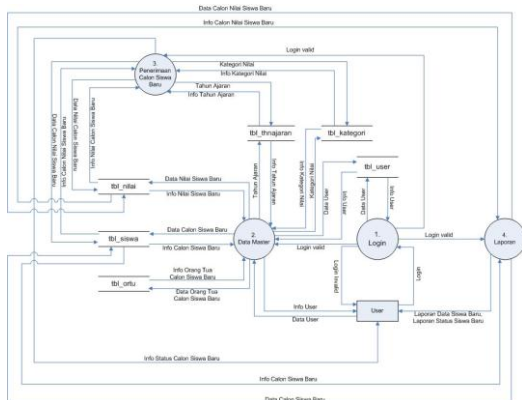 Data Calon Nilai Siswa Baru
Info Calon Nilai Siswa Baru
Login valid
3.
Penerimaan
Calon Siswa
Baru
Kategori Nilai
Info Kategori Nilai
Tahun Ajaran
Info Tahun Ajaran
Data Calon Nilai Siswa Baru
Info Calon Nilai Siswa Baru
Data Nilai Calon Siswa Baru
Info Nilai Calon Siswa Baru
tbl_thnajaran
tbl_kategori
tbl_user
Tahun Ajaran
Info Tahun Ajaran
Info Kategori Nilai
Kategori Nilai
Data User
Info User
Data User
Info User
tbl_nilai
Data Nilai Siswa Baru
Info Nilai Siswa Baru
tbl_siswa
Data Calon Siswa Baru
Info Calon Siswa Baru
2.
Data Master
Login valid
1.
Login
Login valid
4.
Laporan
tbl_ortu
Info Orang Tua
Calon Siswa Baru
Data Orang Tua
Calon Siswa Baru
Login Invalid
Login
Info User
Data User
User
Laporan Data Siswa Baru,
Laporan Status Siswa Baru
Info Status Calon Siswa Baru
Info Calon Siswa Baru
Data Calon Siswa Baru